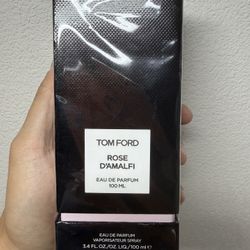 TOM FORD
ROSE
D'AMALFI
EAU DE PARFUM
100 ML
EAU DE PARFUM
VAPORISATEUR SPRAY
3.4 FL.OZ./OZ. LIQ./100 ml ℮